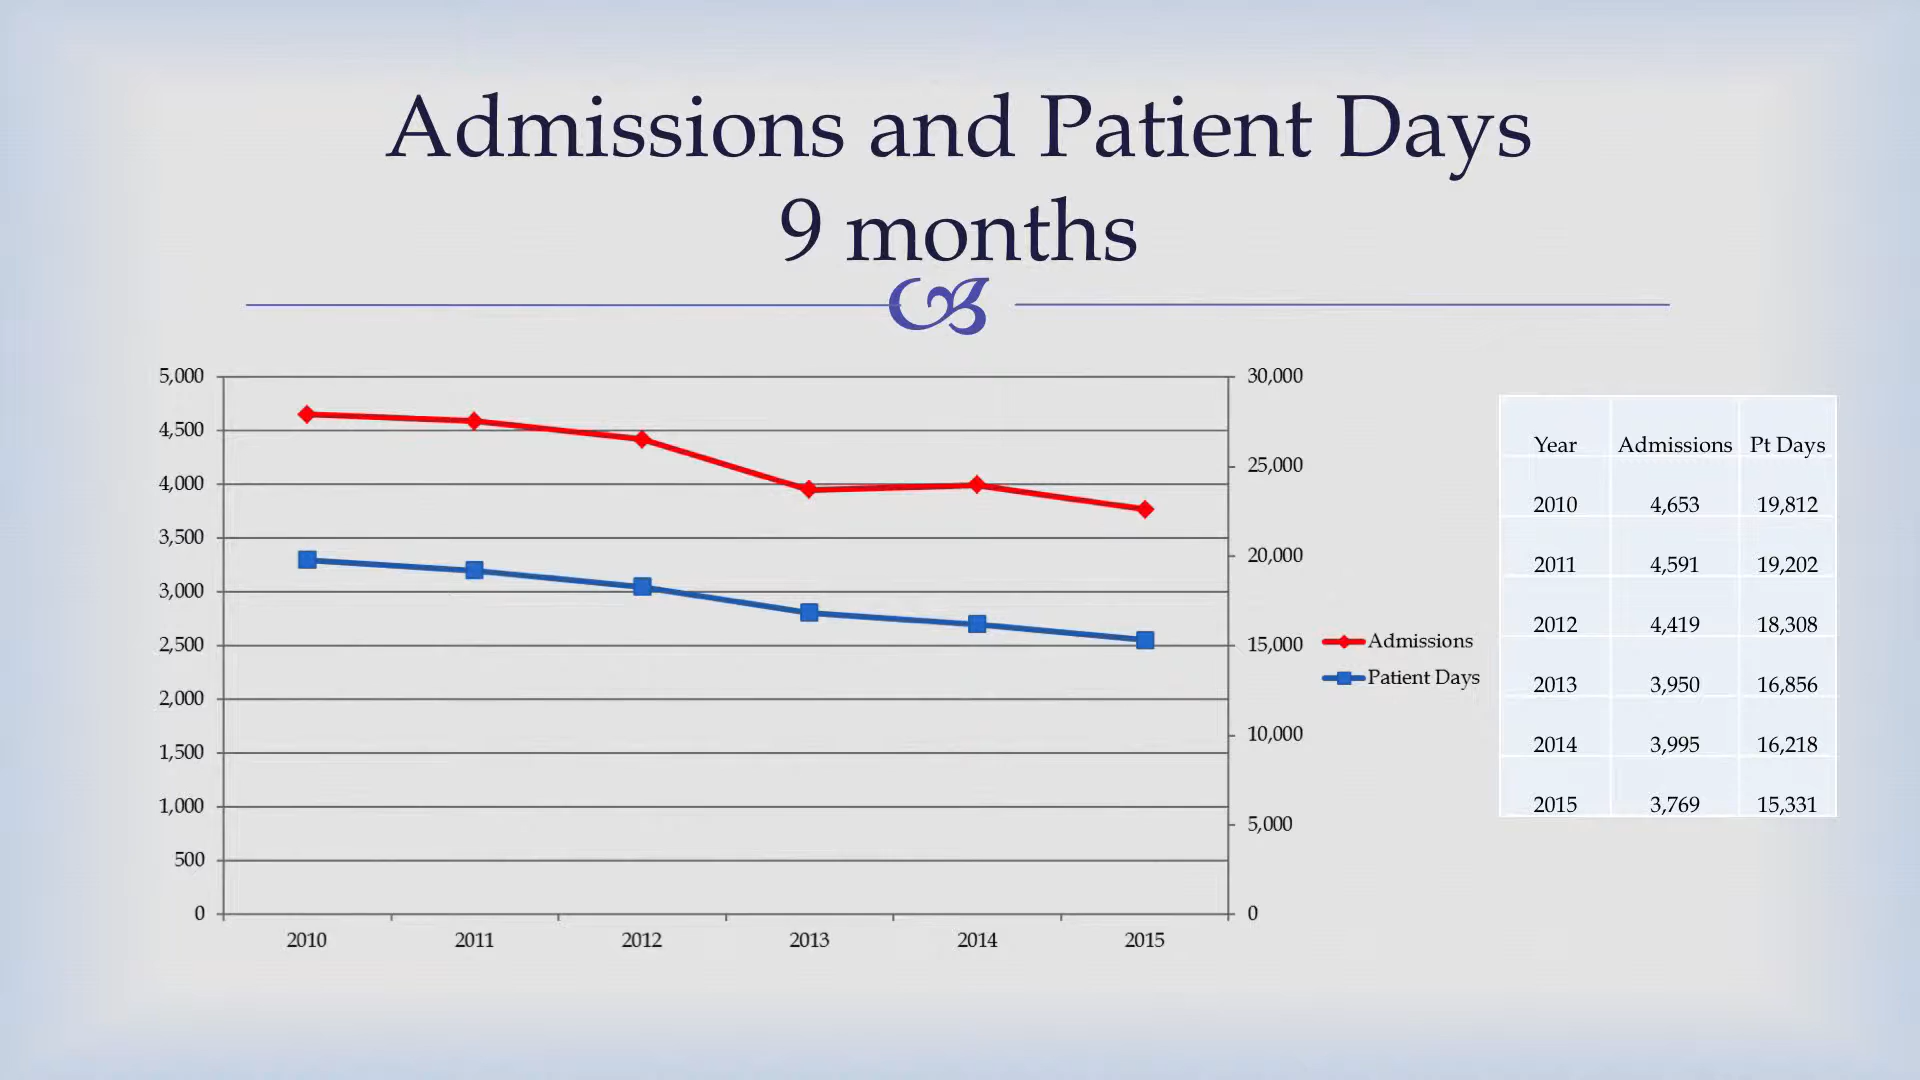 Admissions and Patient Days
9 months
5,000
4,500
4,000
3,500
3,000
2,500
2,000
1,500
1,000
500
0
30,000
25,000
20,000
15,000
10,000
5,000
0
2010 2011 2012 2013 2014 2015
Admissions
Patient Days
Year Admissions Pt Days
2010 4,653 19,812
2011 4,591 19,202
2012 4,419 18,308
2013 3,950 16,856
2014 3,995 16,218
2015 3,769 15,331